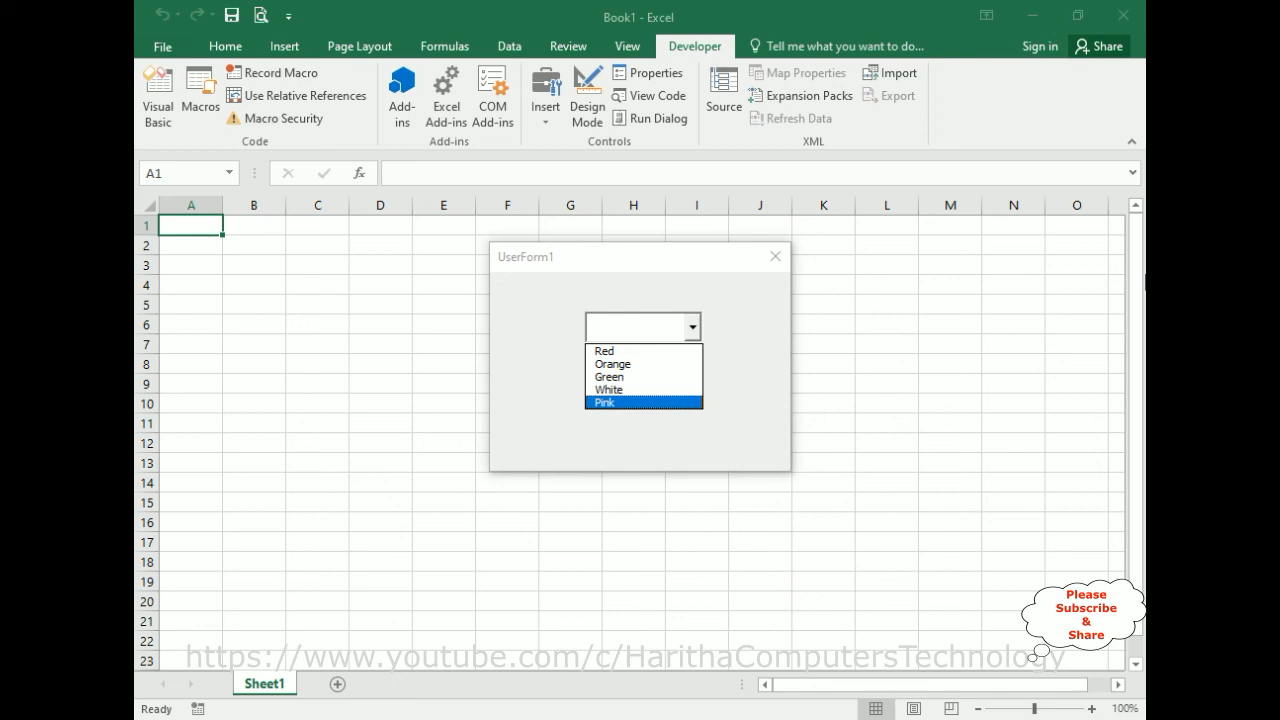 Book1 - Excel
File Home Insert Page Layout Formulas Data Review View Developer Tell me what you want to do... Sign in Share
Visual Basic
Macros
Record Macro
Use Relative References
Macro Security
Code
Add-ins
Excel Add-ins
COM Add-ins
Add-ins
Insert
Design Mode
Properties
View Code
Run Dialog
Controls
Source
Map Properties
Expansion Packs
Refresh Data
Import
Export
XML
A1
fx
A B C D E F G H I J K L M N O
1
2
3
4
5
6
7
8
9
10
11
12
13
14
15
16
17
18
19
20
21
22
23
UserForm1
Red
Orange
Green
White
Pink
Please
Subscribe
&
Share
https://www.youtube.com/c/HarithaComputersTechnology
Sheet1
Ready
100%